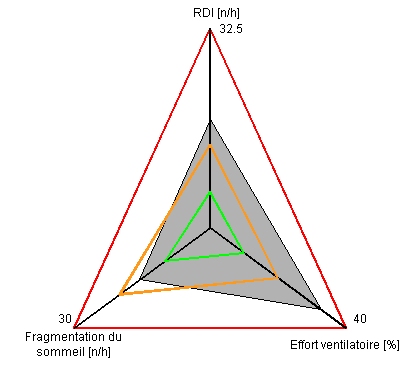 RDI [n/h]
32.5
30
40
Fragmentation du
sommeil [n/h]
Effort ventilatoire [%]